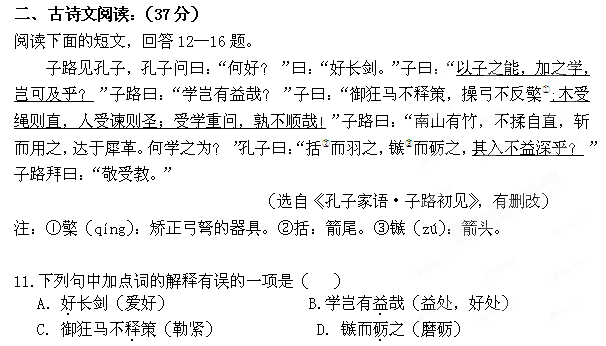 二、古诗文阅读：（37分）
阅读下面的短文，回答12—16题。
子路见孔子，孔子问曰：“何好？”曰：“好长剑。”子曰：“以子之能，加之学，
岂可及乎？”子路曰：“学岂有益哉？”子曰：“御狂马不释策，操弓不反檠①；木受
绳则直，人受谏则圣；受学重问，孰不顺哉！”子路曰：“南山有竹，不揉自直，斩
而用之，达于犀革。何学之为？”孔子曰：“括②而羽之，镞③而砺之，其入不益深乎？”
子路拜曰：“敬受教。”
（选自《孔子家语·子路初见》，有删改）
注：①檠（qíng）：矫正弓弩的器具。②括：箭尾。③镞（zú）：箭头。
11.下列句中加点词的解释有误的一项是（ ）
A. 好长剑（爱好） B.学岂有益哉（益处，好处）
C. 御狂马不释策（勒紧） D. 镞而砺之（磨砺）